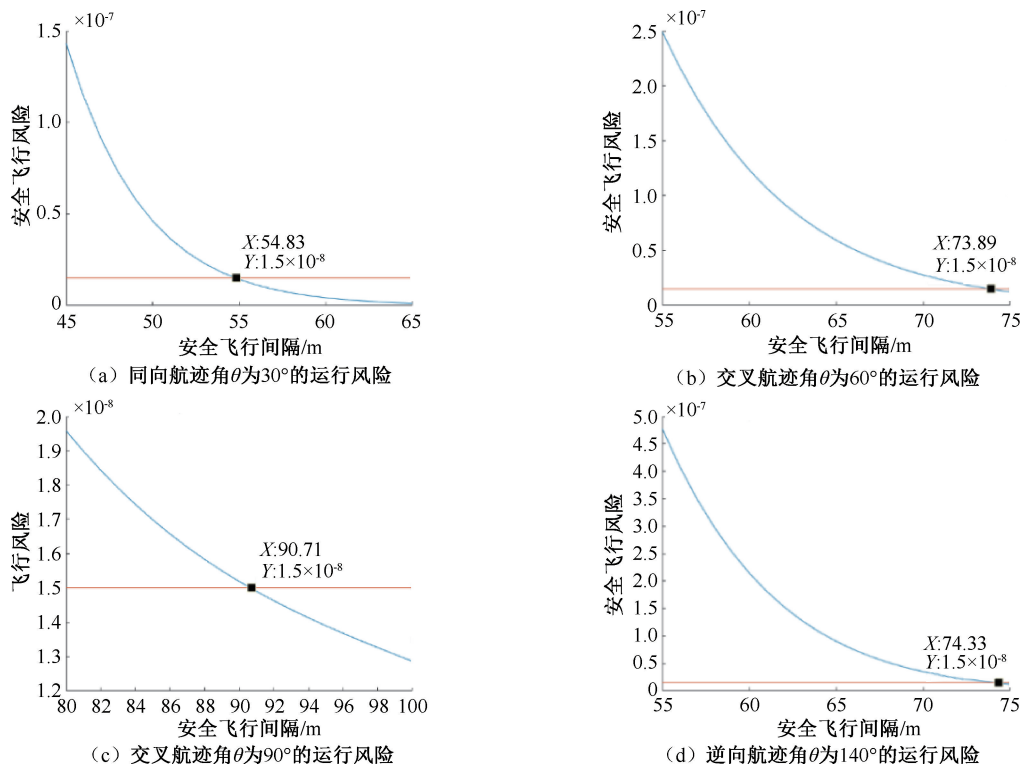 ×10⁻⁷
1.5
1.0
0.5
0
45
50
55
60
65
安全飞行风险
X:54.83
Y:1.5×10⁻⁸
安全飞行间隔/m
（a）同向航迹角θ为30°的运行风险
×10⁻⁷
2.5
2.0
1.5
1.0
0.5
0
55
60
65
70
75
安全飞行风险
X:73.89
Y:1.5×10⁻⁸
安全飞行间隔/m
（b）交叉航迹角θ为60°的运行风险
×10⁻⁸
2.0
1.9
1.8
1.7
1.6
1.5
1.4
1.3
1.2
80 82 84 86 88 90 92 94 96 98 100
飞行风险
X:90.71
Y:1.5×10⁻⁸
安全飞行间隔/m
（c）交叉航迹角θ为90°的运行风险
×10⁻⁷
5.0
4.5
4.0
3.5
3.0
2.5
2.0
1.5
1.0
0.5
0
55
60
65
70
75
安全飞行风险
X:74.33
Y:1.5×10⁻⁸
安全飞行间隔/m
（d）逆向航迹角θ为140°的运行风险